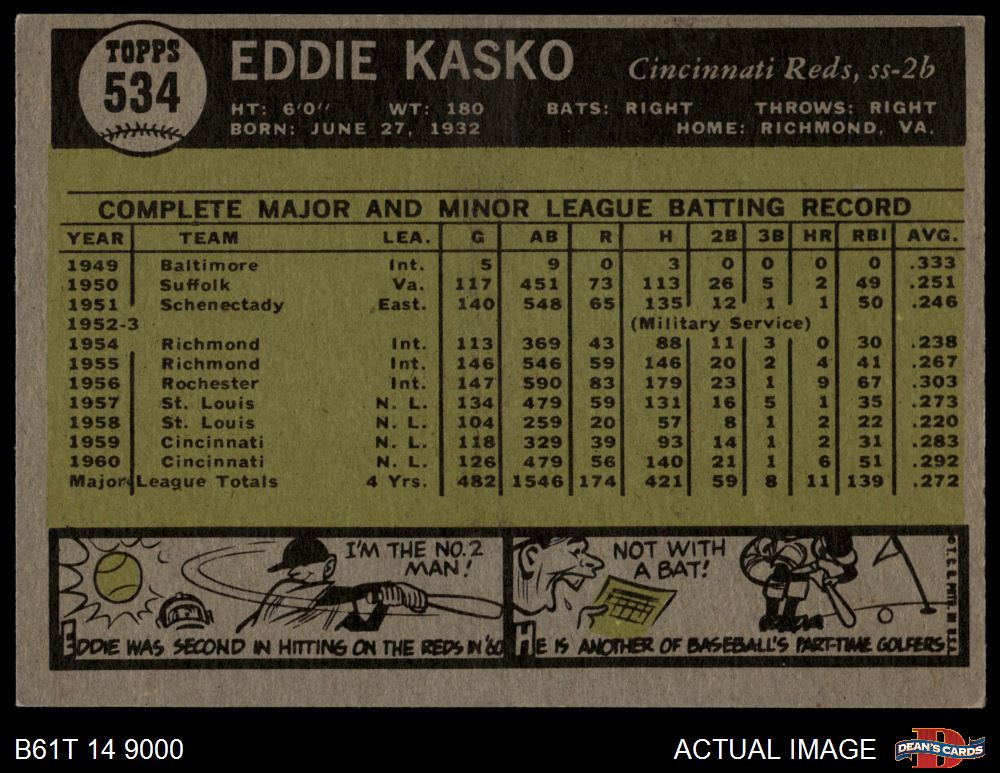 TOPPS
534
EDDIE KASKO
Cincinnati Reds, ss-2b
HT: 6'0" WT: 180 BATS: RIGHT THROWS: RIGHT
BORN: JUNE 27, 1932 HOME: RICHMOND, VA.
COMPLETE MAJOR AND MINOR LEAGUE BATTING RECORD
YEAR TEAM LEA. G AB R H 2B 3B HR RBI AVG.
1949 Baltimore Int. 5 9 0 3 0 0 0 0 .333
1950 Suffolk Va. 117 451 73 113 26 5 2 49 .251
1951 Schenectady East. 140 548 65 135 12 1 1 50 .246
1952-3 (Military Service)
1954 Richmond Int. 113 369 43 88 11 3 0 30 .238
1955 Richmond Int. 146 546 59 146 20 2 4 41 .267
1956 Rochester Int. 147 590 83 179 23 1 9 67 .303
1957 St. Louis N. L. 134 479 59 131 16 5 1 35 .273
1958 St. Louis N. L. 104 259 20 57 8 1 2 22 .220
1959 Cincinnati N. L. 118 329 39 93 14 1 2 31 .283
1960 Cincinnati N. L. 126 479 56 140 21 1 6 51 .292
Major League Totals 4 Yrs. 482 1546 174 421 59 8 11 139 .272
I'M THE NO. 2
MAN!
EDDIE WAS SECOND IN HITTING ON THE REDS IN '60
NOT WITH
A BAT!
HE IS ANOTHER OF BASEBALL'S PART-TIME GOLFERS
© T. C. G. PRTD. IN U.S.A.
B61T 14 9000
ACTUAL IMAGE
D
DEAN'S CARDS